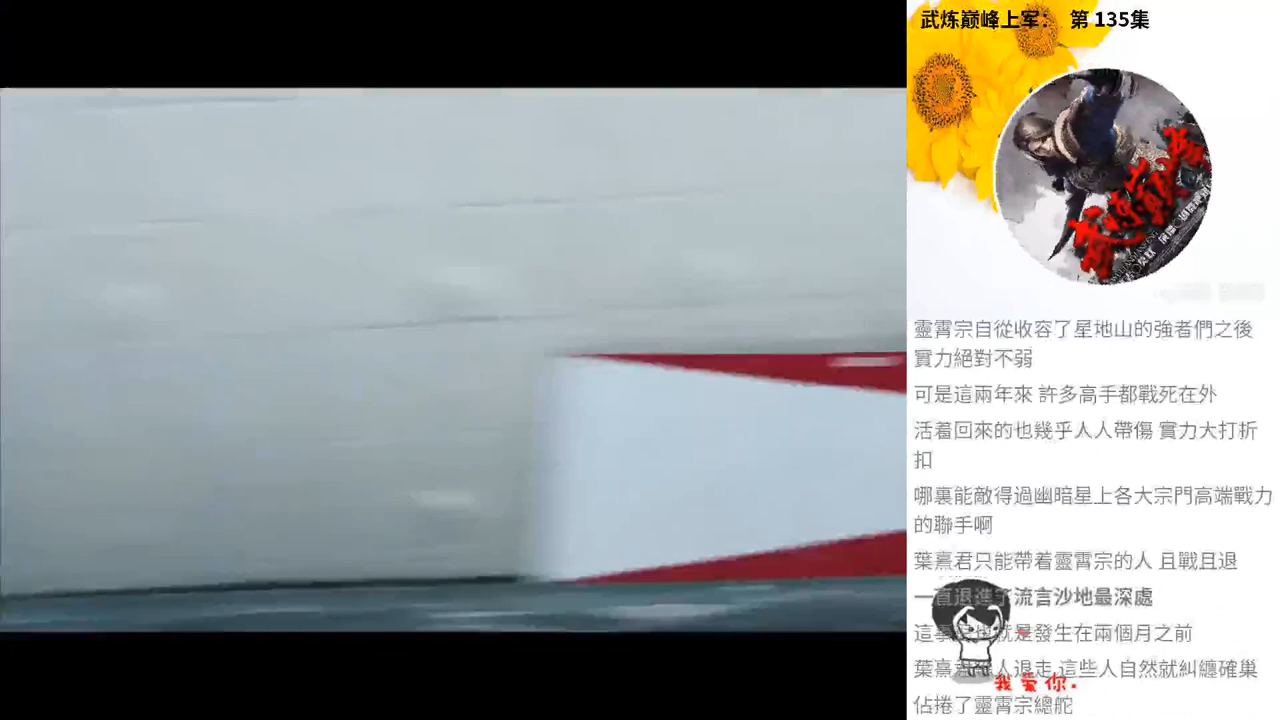 武炼巅峰上军： 第 135集
靈霄宗自從收容了星地山的強者們之後
實力絕對不弱
可是這兩年來 許多高手都戰死在外
活着回來的也幾乎人人帶傷 實力大打折
扣
哪裏能敵得過幽暗星上各大宗門高端戰力
的聯手啊
葉熹君只能帶着靈霄宗的人 且戰且退
一直退進了流言沙地最深處
這事 就是發生在兩個月之前
葉熹君 人退走 這些人自然就糾纏確巢
佔捲了靈霄宗總舵
我爱你.